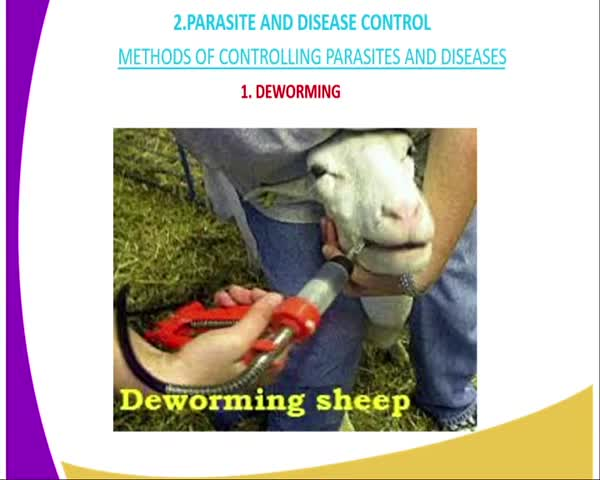 2.PARASITE AND DISEASE CONTROL
METHODS OF CONTROLLING PARASITES AND DISEASES
1. DEWORMING
Deworming sheep